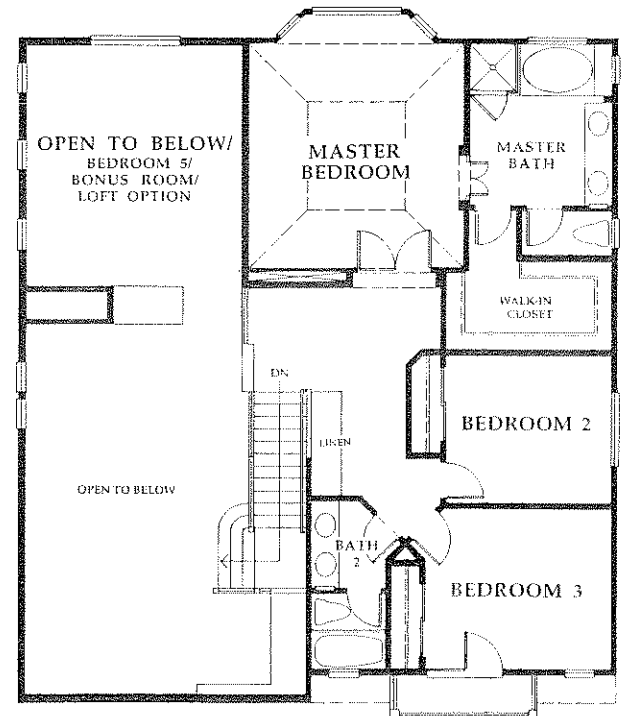 OPEN TO BELOW/
BEDROOM 5/
BONUS ROOM/
LOFT OPTION
MASTER
BEDROOM
MASTER
BATH
WALK-IN
CLOSET
DN
LINEN
BEDROOM 2
OPEN TO BELOW
BATH
2
BEDROOM 3